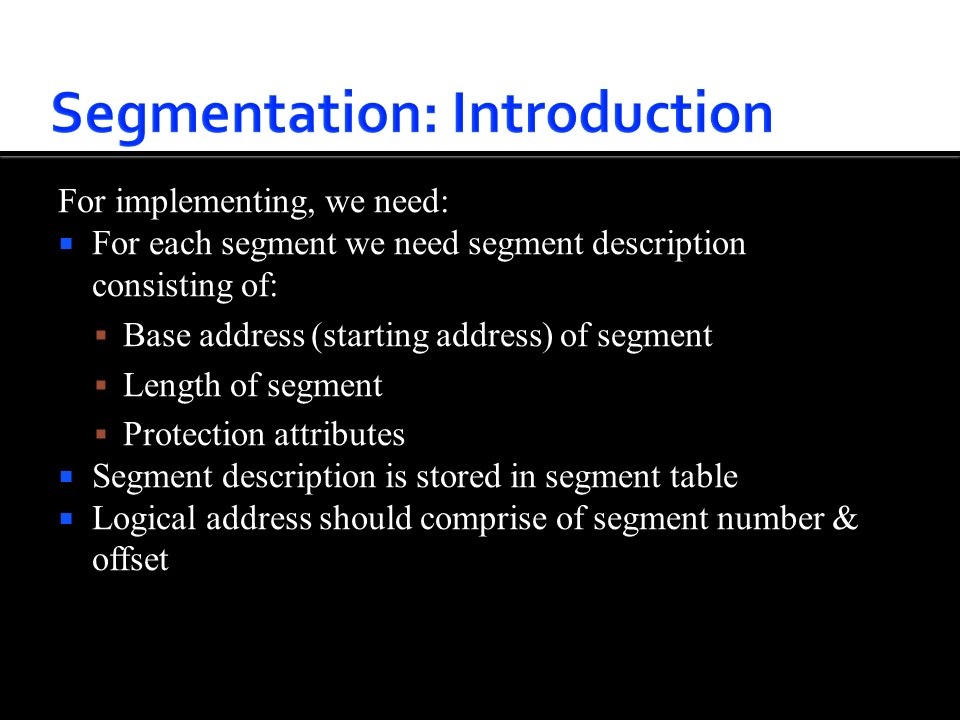 Segmentation: Introduction
For implementing, we need:
For each segment we need segment description
consisting of:
Base address (starting address) of segment
Length of segment
Protection attributes
Segment description is stored in segment table
Logical address should comprise of segment number &
offset